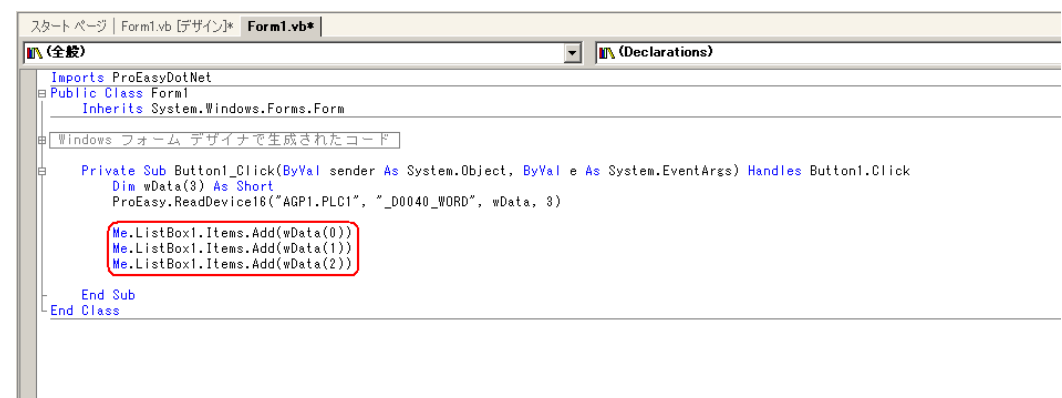 スタート ページ | Form1.vb [デザイン]* Form1.vb*
(全般) (Declarations)
Imports ProEasyDotNet
Public Class Form1
Inherits System.Windows.Forms.Form
Windows フォーム デザイナで生成されたコード
Private Sub Button1_Click(ByVal sender As System.Object, ByVal e As System.EventArgs) Handles Button1.Click
Dim wData(3) As Short
ProEasy.ReadDevice16("AGP1.PLC1", "_D0040_WORD", wData, 3)
Me.ListBox1.Items.Add(wData(0))
Me.ListBox1.Items.Add(wData(1))
Me.ListBox1.Items.Add(wData(2))
End Sub
End Class